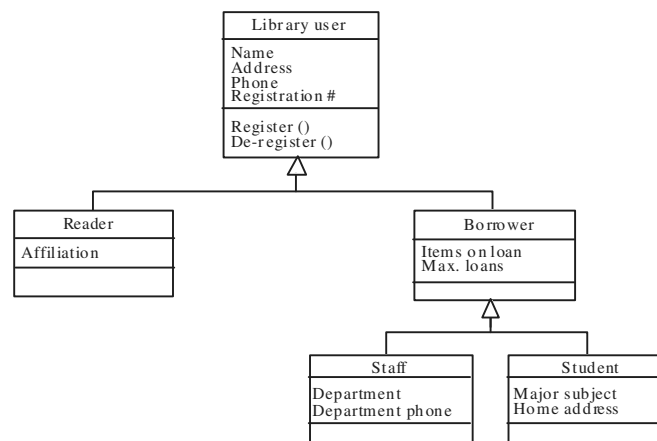 Library user
Name
Address
Phone
Registration #
Register ()
De-register ()
Reader
Affiliation
Borrower
Items on loan
Max. loans
Staff
Department
Department phone
Student
Major subject
Home address